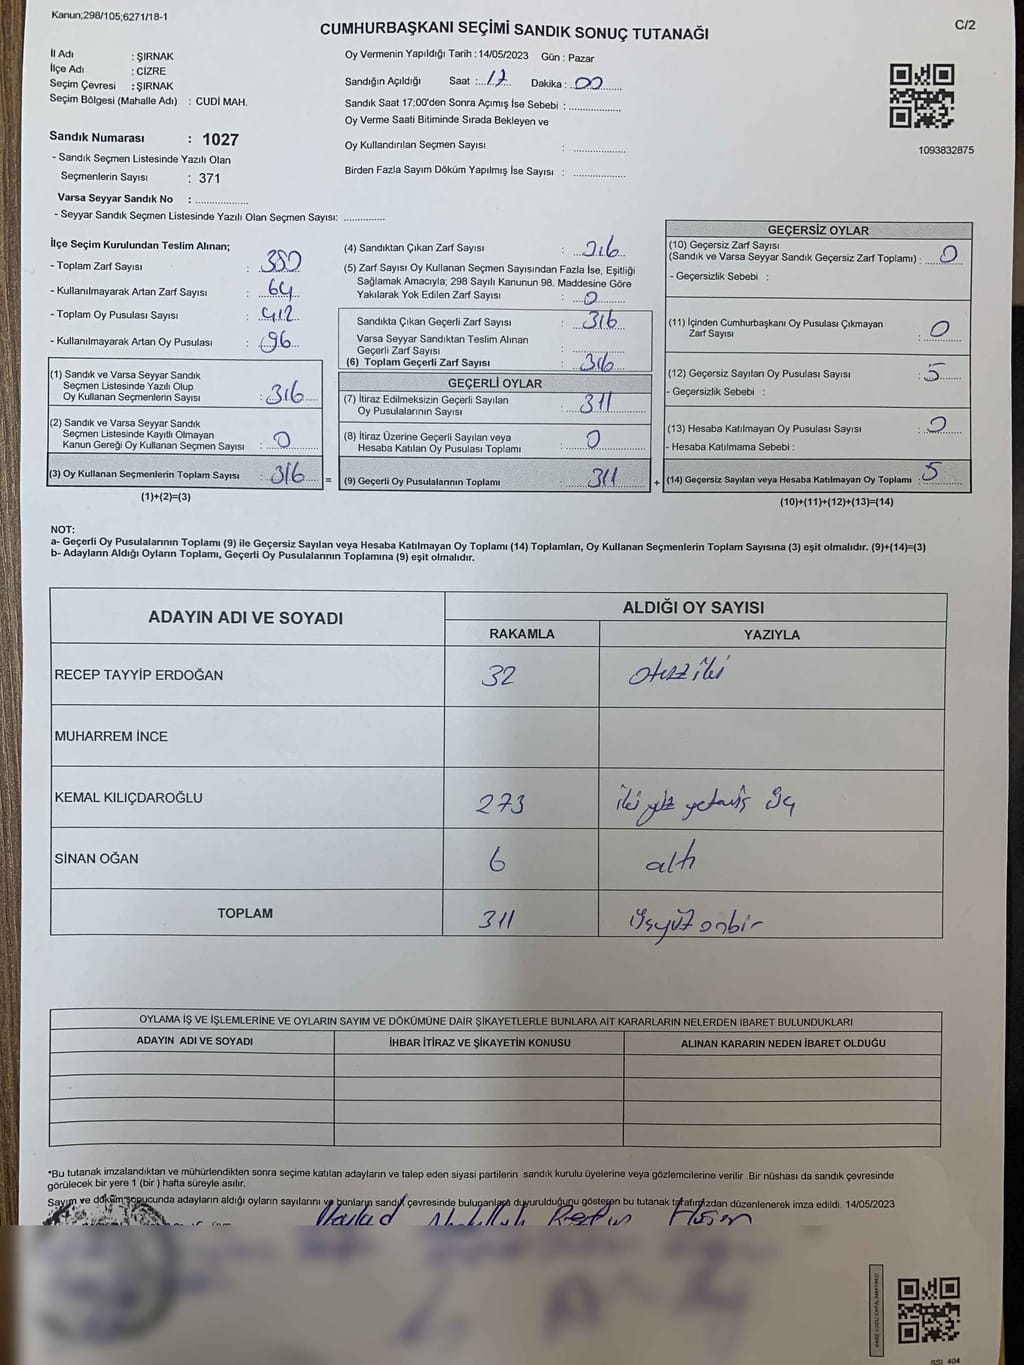 Kanun;298/105;6271/18-1
CUMHURBAŞKANI SEÇİMİ SANDIK SONUÇ TUTANAĞI
C/2
İl Adı : ŞIRNAK
İlçe Adı : CİZRE
Seçim Çevresi : ŞIRNAK
Seçim Bölgesi (Mahalle Adı) : CUDİ MAH.
Sandık Numarası : 1027
- Sandık Seçmen Listesinde Yazılı Olan
Seçmenlerin Sayısı : 371
Varsa Seyyar Sandık No : ..............
- Seyyar Sandık Seçmen Listesinde Yazılı Olan Seçmen Sayısı: ..............
Oy Vermenin Yapıldığı Tarih : 14/05/2023 Gün : Pazar
Sandığın Açıldığı Saat : 17 Dakika : 00
Sandık Saat 17:00'den Sonra Açımış İse Sebebi : ..............
Oy Verme Saati Bitiminde Sırada Bekleyen ve
Oy Kullandırılan Seçmen Sayısı : ..............
Birden Fazla Sayım Döküm Yapılmış İse Sayısı : ..............
1093832875
İlçe Seçim Kurulundan Teslim Alınan;
- Toplam Zarf Sayısı : 380
- Kullanılmayarak Artan Zarf Sayısı : 64
- Toplam Oy Pusulası Sayısı : 412
- Kullanılmayarak Artan Oy Pusulası : 96
(1) Sandık ve Varsa Seyyar Sandık
Seçmen Listesinde Yazılı Olup
Oy Kullanan Seçmenlerin Sayısı : 316
(2) Sandık ve Varsa Seyyar Sandık
Seçmen Listesinde Kayıtlı Olmayan
Kanun Gereği Oy Kullanan Seçmen Sayısı : 0
(3) Oy Kullanan Seçmenlerin Toplam Sayısı : 316 =
(1)+(2)=(3)
(4) Sandıktan Çıkan Zarf Sayısı : 316
(5) Zarf Sayısı Oy Kullanan Seçmen Sayısından Fazla İse, Eşitliği
Sağlamak Amacıyla; 298 Sayılı Kanunun 98. Maddesine Göre
Yakılarak Yok Edilen Zarf Sayısı : 0
Sandıkta Çıkan Geçerli Zarf Sayısı : 316
Varsa Seyyar Sandıktan Teslim Alınan
Geçerli Zarf Sayısı : ..............
(6) Toplam Geçerli Zarf Sayısı : 316
GEÇERLİ OYLAR
(7) İtiraz Edilmeksizin Geçerli Sayılan
Oy Pusulalarının Sayısı : 311
(8) İtiraz Üzerine Geçerli Sayılan veya
Hesaba Katılan Oy Pusulası Toplamı : 0
(9) Geçerli Oy Pusulalarının Toplamı : 311 +
GEÇERSİZ OYLAR
(10) Geçersiz Zarf Sayısı
(Sandık ve Varsa Seyyar Sandık Geçersiz Zarf Toplamı) : 0
- Geçersizlik Sebebi :
(11) İçinden Cumhurbaşkanı Oy Pusulası Çıkmayan
Zarf Sayısı : 0
(12) Geçersiz Sayılan Oy Pusulası Sayısı : 5
- Geçersizlik Sebebi :
(13) Hesaba Katılmayan Oy Pusulası Sayısı : 0
- Hesaba Katılmama Sebebi :
(14) Geçersiz Sayılan veya Hesaba Katılmayan Oy Toplamı : 5
(10)+(11)+(12)+(13)=(14)
NOT:
a- Geçerli Oy Pusulalarının Toplamı (9) ile Geçersiz Sayılan veya Hesaba Katılmayan Oy Toplamı (14) Toplamları, Oy Kullanan Seçmenlerin Toplam Sayısına (3) eşit olmalıdır. (9)+(14)=(3)
b- Adayların Aldığı Oyların Toplamı, Geçerli Oy Pusulalarının Toplamına (9) eşit olmalıdır.
ADAYIN ADI VE SOYADI ALDIĞI OY SAYISI
RAKAMLA YAZIYLA
RECEP TAYYİP ERDOĞAN 32 otuz iki
MUHARREM İNCE
KEMAL KILIÇDAROĞLU 273 iki yüz yetmiş üç
SİNAN OĞAN 6 altı
TOPLAM 311 üçyüz onbir
OYLAMA İŞ VE İŞLEMLERİNE VE OYLARIN SAYIM VE DÖKÜMÜNE DAİR ŞİKAYETLERLE BUNLARA AİT KARARLARIN NELERDEN İBARET BULUNDUKLARI
ADAYIN ADI VE SOYADI İHBAR İTİRAZ VE ŞİKAYETİN KONUSU ALINAN KARARIN NEDEN İBARET OLDUĞU
*Bu tutanak imzalandıktan ve mühürlendikten sonra seçime katılan adayların ve talep eden siyasi partilerin sandık kurulu üyelerine veya gözlemcilerine verilir .Bir nüshası da sandık çevresinde
görülecek bir yere 1 (bir ) hafta süreyle asılır.
Sayım ve döküm sonucunda adayların aldığı oyların sayılarını ve bunların sandık çevresinde bulunanlara duyurulduğunu gösteren bu tutanak tarafımızdan düzenlenerek imza edildi. 14/05/2023